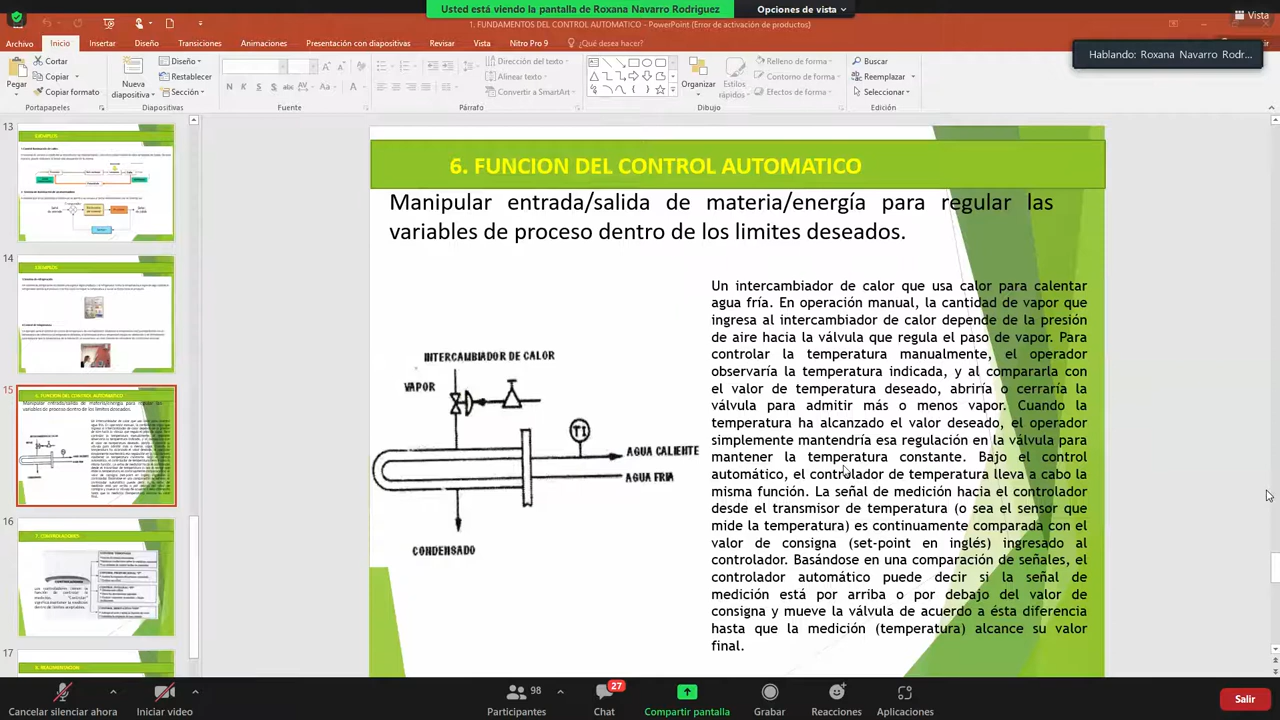 Usted está viendo la pantalla de Roxana Navarro Rodriguez
Opciones de vista
Vista
1. FUNDAMENTOS DEL CONTROL AUTOMATICO - PowerPoint (Error de activación de productos)
Archivo Inicio Insertar Diseño Transiciones Animaciones Presentación con diapositivas Revisar Vista Nitro Pro 9 ¿Qué desea hacer?
Hablando: Roxana Navarro Rodr...
Pegar
Cortar
Copiar
Copiar formato
Portapapeles
Nueva diapositiva
Diseño
Restablecer
Sección
Diapositivas
N K S S abc AV Aa A
Fuente
Dirección del texto
Alinear texto
Convertir a SmartArt
Párrafo
Organizar
Estilos rápidos
Relleno de forma
Contorno de forma
Efectos de forma
Dibujo
Buscar
Reemplazar
Seleccionar
Edición
13
EJEMPLOS
14
EJEMPLOS
15
6. FUNCION DEL CONTROL AUTOMATICO
16
7. CONTROLADORES
17
8. REALIMENTACION
6. FUNCION DEL CONTROL AUTOMATICO
Manipular entrada/salida de materia/energia para regular las
variables de proceso dentro de los limites deseados.
INTERCAMBIADOR DE CALOR
VAPOR
TI
AGUA CALIENTE
AGUA FRIA
CONDENSADO
Un intercambiador de calor que usa calor para calentar
agua fría. En operación manual, la cantidad de vapor que
ingresa al intercambiador de calor depende de la presión
de aire hacia la válvula que regula el paso de vapor. Para
controlar la temperatura manualmente, el operador
observaría la temperatura indicada, y al compararla con
el valor de temperatura deseado, abriría o cerraría la
válvula para admitir más o menos vapor. Cuando la
temperatura ha alcanzado el valor deseado, el operador
simplemente mantendría esa regulación en la válvula para
mantener la temperatura constante. Bajo el control
automático, el controlador de temperatura lleva a cabo la
misma función. La señal de medición hacia el controlador
desde el transmisor de temperatura (o sea el sensor que
mide la temperatura) es continuamente comparada con el
valor de consigna (set-point en inglés) ingresado al
controlador. Basándose en una comparación de señales, el
controlador automático puede decir si la señal de
medición está por arriba o por debajo del valor de
consigna y mueve la válvula de acuerdo a ésta diferencia
hasta que la medición (temperatura) alcance su valor
final.
Cancelar silenciar ahora
Iniciar video
98
Participantes
27
Chat
Compartir pantalla
Grabar
Reacciones
Aplicaciones
Salir